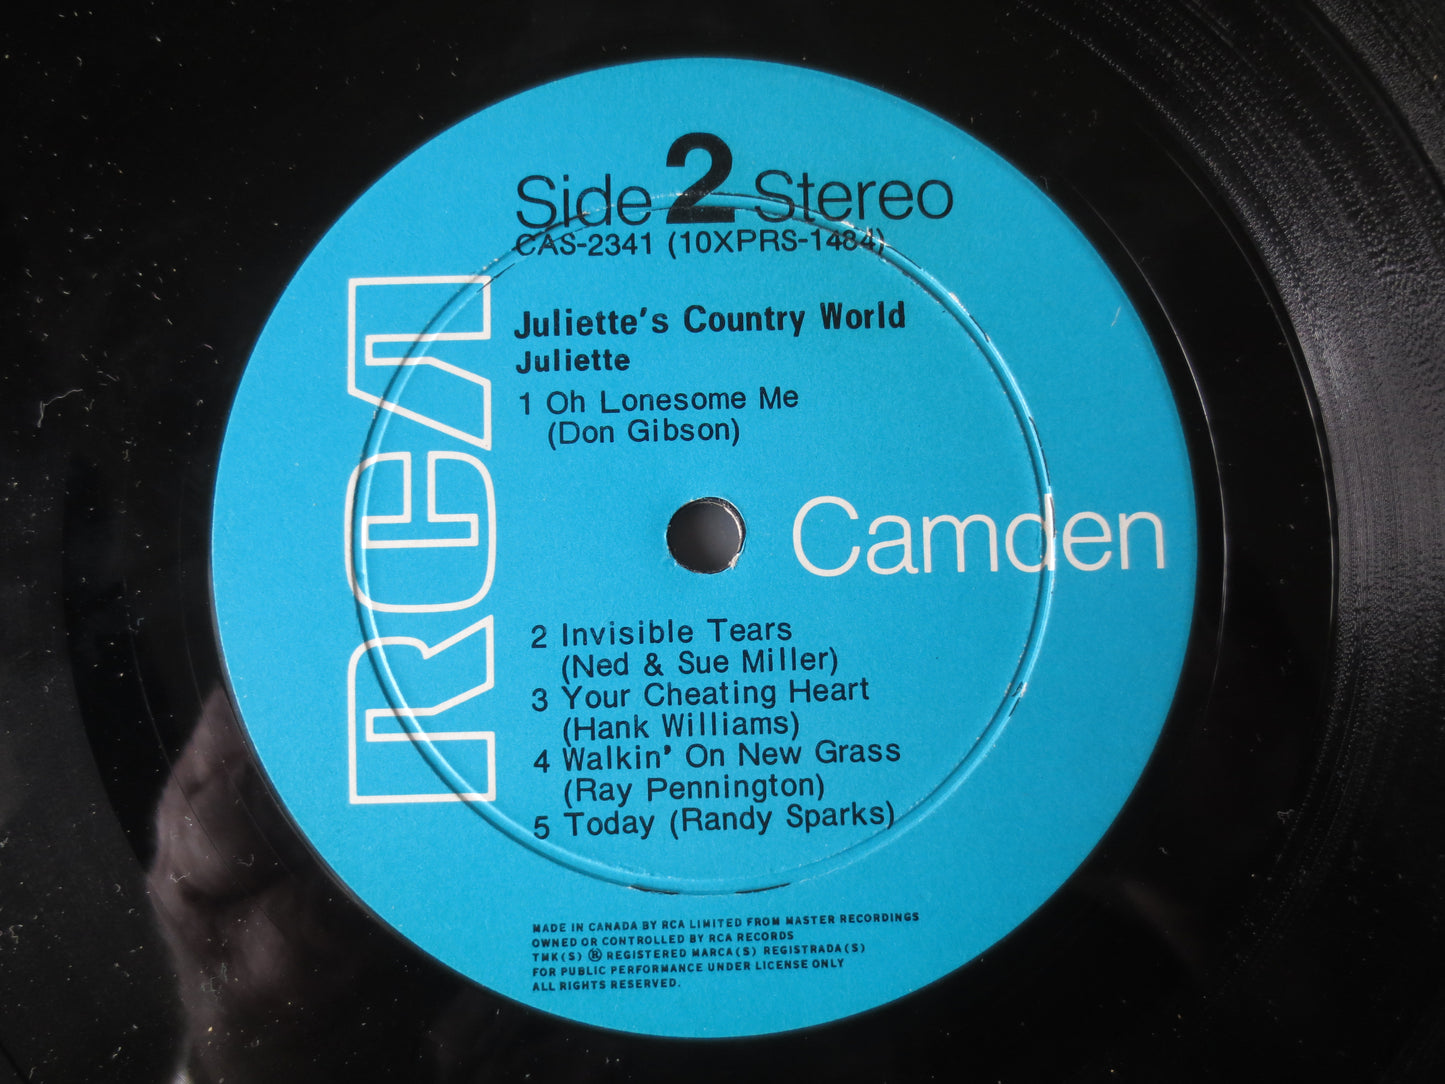 Side 2 Stereo
CAS-2341 (10XPRS-1484)
RCA
Juliette's Country World
Juliette
1 Oh Lonesome Me
(Don Gibson)
Camden
2 Invisible Tears
(Ned & Sue Miller)
3 Your Cheating Heart
(Hank Williams)
4 Walkin' On New Grass
(Ray Pennington)
5 Today (Randy Sparks)
MADE IN CANADA BY RCA LIMITED FROM MASTER RECORDINGS
OWNED OR CONTROLLED BY RCA RECORDS
TMK(S) ® REGISTERED MARCA(S) REGISTRADA(S)
FOR PUBLIC PERFORMANCE UNDER LICENSE ONLY
ALL RIGHTS RESERVED.